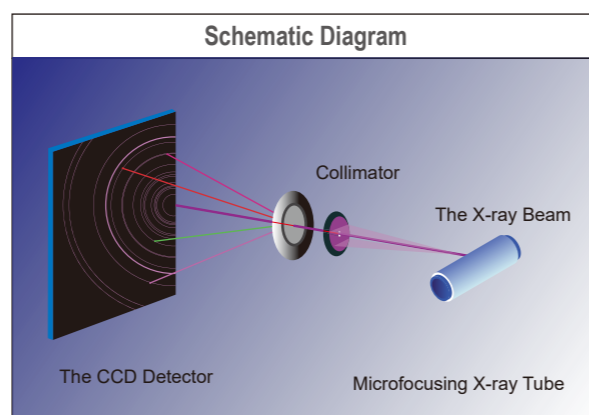 Schematic Diagram
Collimator
The X-ray Beam
The CCD Detector
Microfocusing X-ray Tube